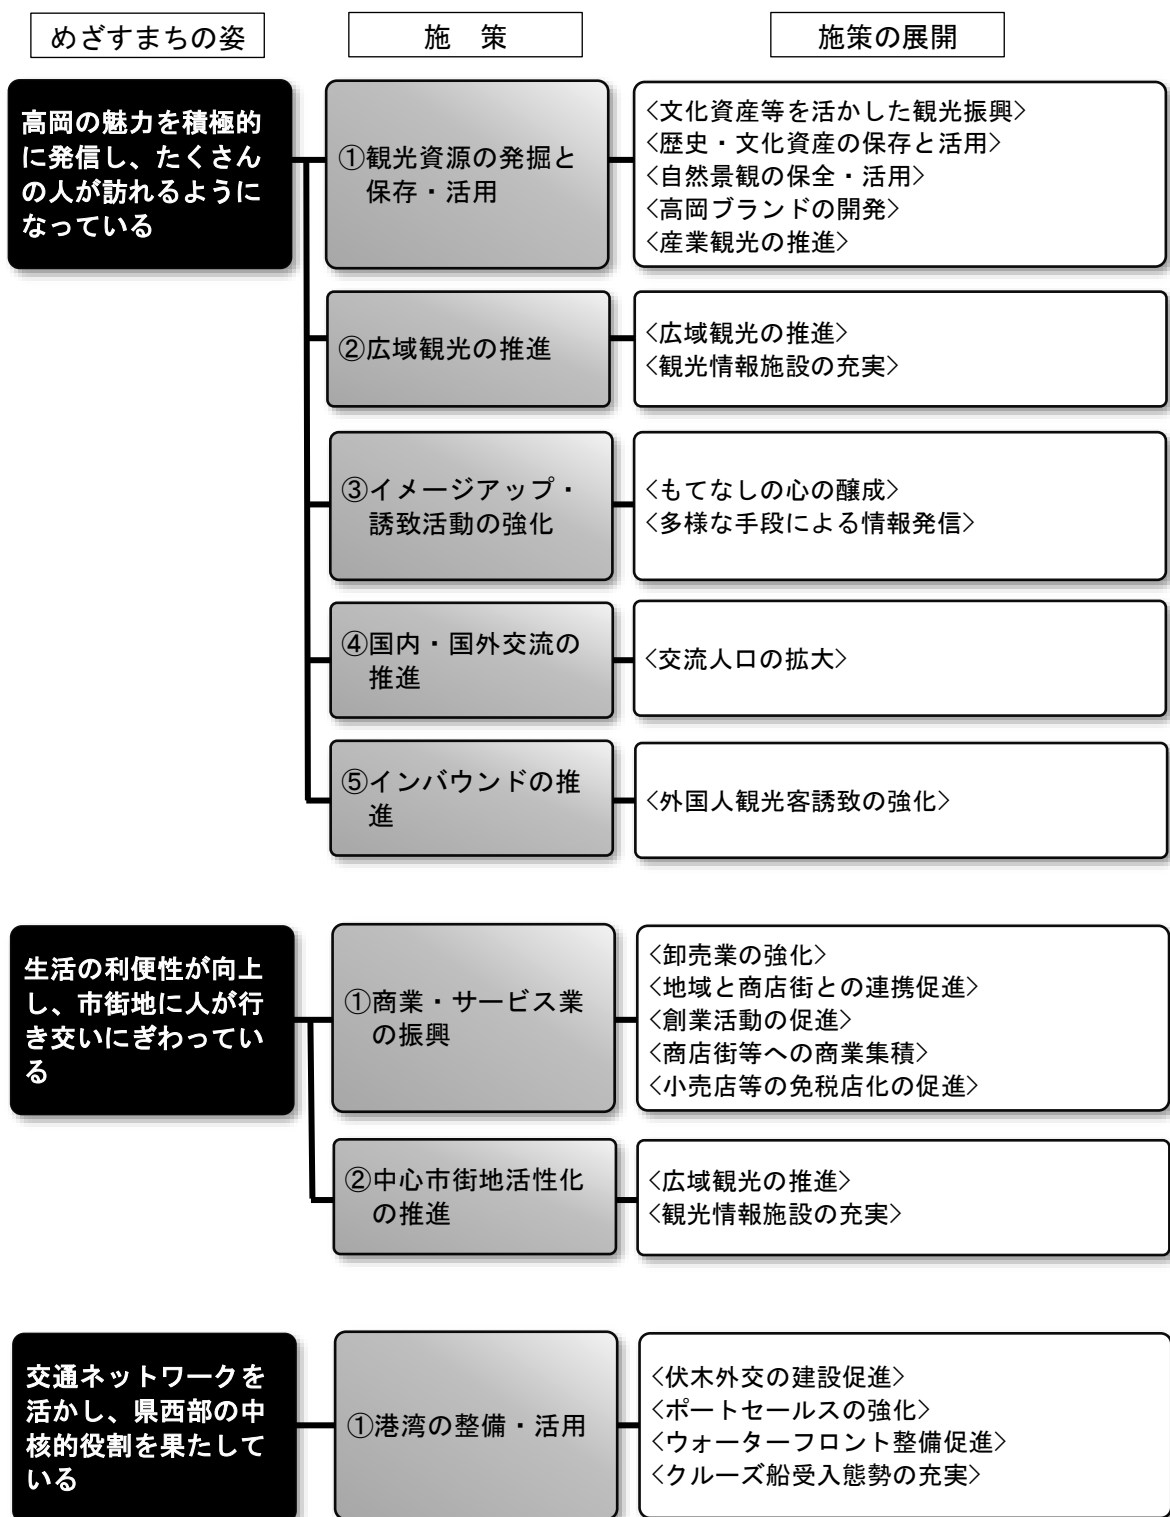 めざすまちの姿
施　策
施策の展開
高岡の魅力を積極的
に発信し、たくさん
の人が訪れるように
なっている
①観光資源の発掘と
保存・活用
<文化資産等を活かした観光振興>
<歴史・文化資産の保存と活用>
<自然景観の保全・活用>
<高岡ブランドの開発>
<産業観光の推進>
②広域観光の推進
<広域観光の推進>
<観光情報施設の充実>
③イメージアップ・
誘致活動の強化
<もてなしの心の醸成>
<多様な手段による情報発信>
④国内・国外交流の
推進
<交流人口の拡大>
⑤インバウンドの推
進
<外国人観光客誘致の強化>
生活の利便性が向上
し、市街地に人が行
き交いにぎわってい
る
①商業・サービス業
の振興
<卸売業の強化>
<地域と商店街との連携促進>
<創業活動の促進>
<商店街等への商業集積>
<小売店等の免税店化の促進>
②中心市街地活性化
の推進
<広域観光の推進>
<観光情報施設の充実>
交通ネットワークを
活かし、県西部の中
核的役割を果たして
いる
①港湾の整備・活用
<伏木外交の建設促進>
<ポートセールスの強化>
<ウォーターフロント整備促進>
<クルーズ船受入態勢の充実>